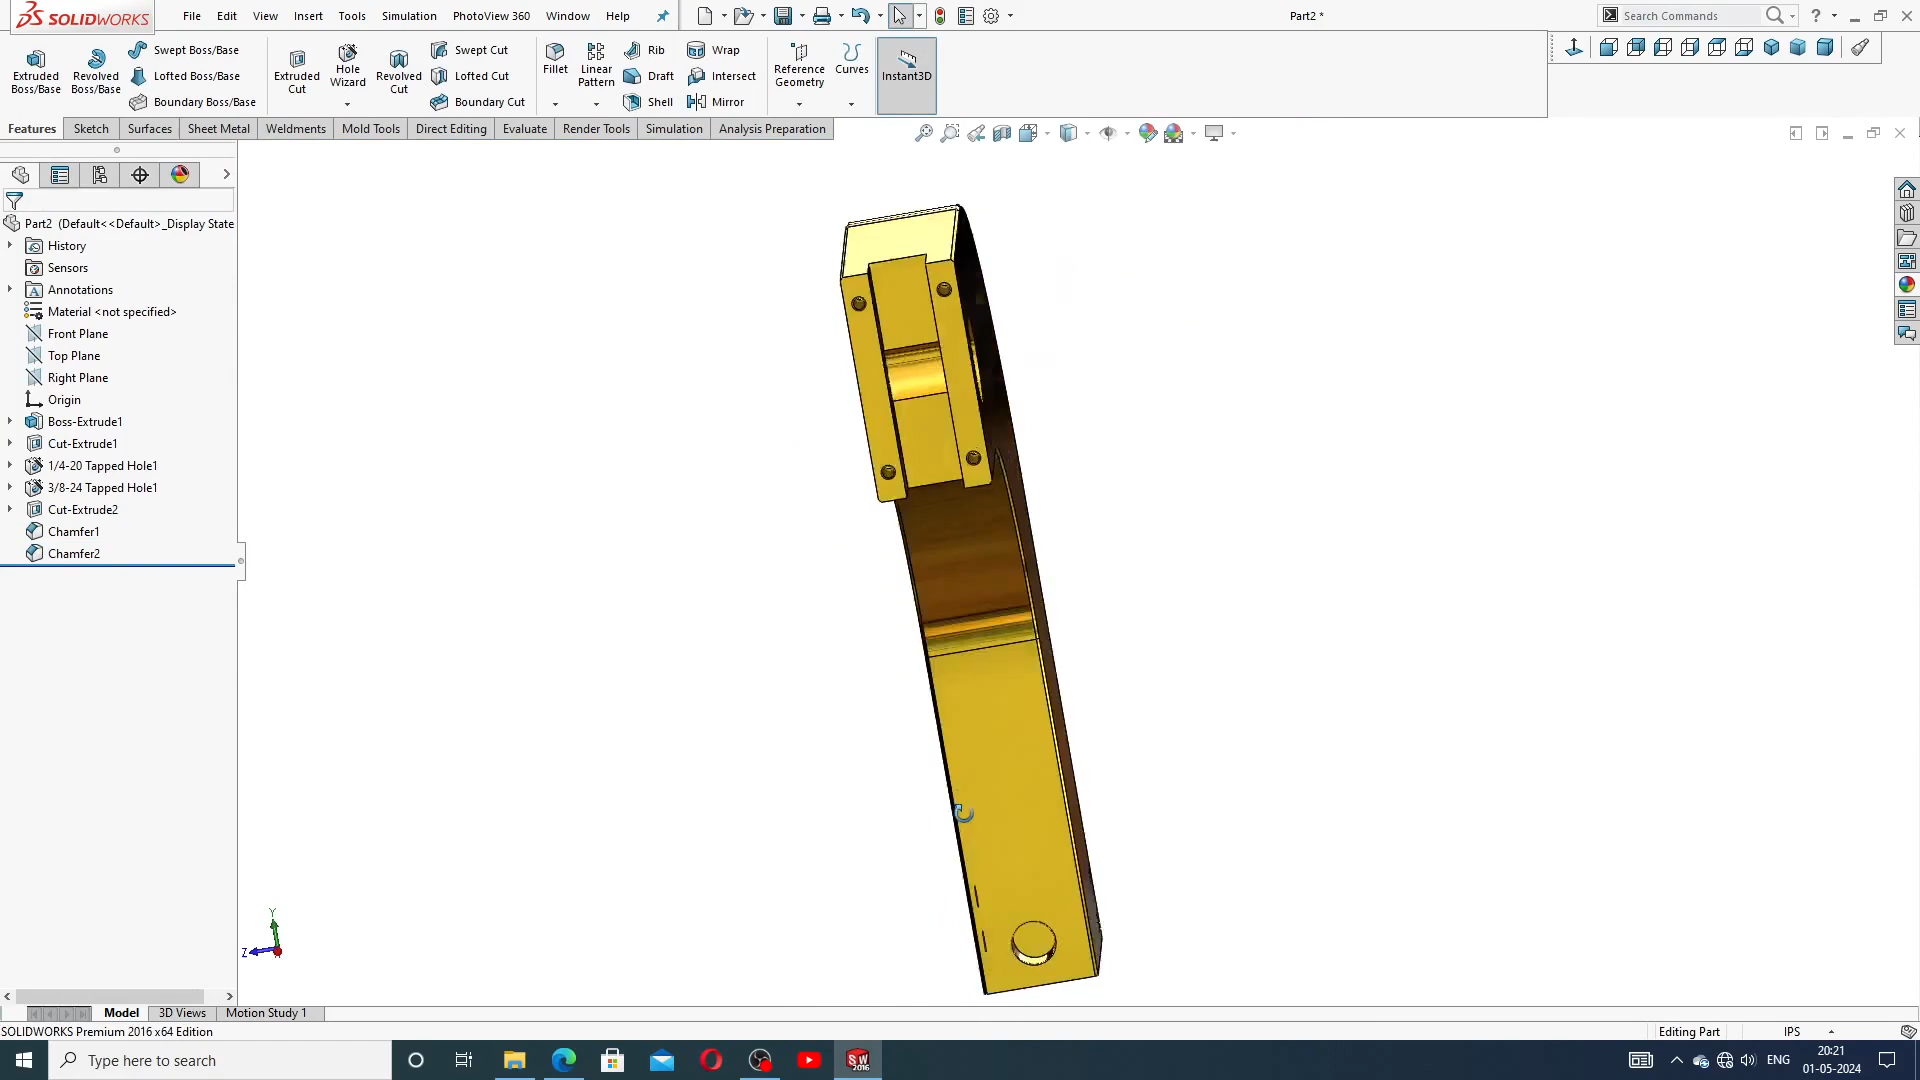 SOLIDWORKS
File Edit View Insert Tools Simulation PhotoView 360 Window Help
Part2 *
Search Commands
Extruded Boss/Base
Revolved Boss/Base
Swept Boss/Base
Lofted Boss/Base
Boundary Boss/Base
Extruded Cut
Hole Wizard
Revolved Cut
Swept Cut
Lofted Cut
Boundary Cut
Fillet
Linear Pattern
Rib
Draft
Shell
Wrap
Intersect
Mirror
Reference Geometry
Curves
Instant3D
Features Sketch Surfaces Sheet Metal Weldments Mold Tools Direct Editing Evaluate Render Tools Simulation Analysis Preparation
Part2 (Default<<Default>_Display State
History
Sensors
Annotations
Material <not specified>
Front Plane
Top Plane
Right Plane
Origin
Boss-Extrude1
Cut-Extrude1
1/4-20 Tapped Hole1
3/8-24 Tapped Hole1
Cut-Extrude2
Chamfer1
Chamfer2
Y
Z
Model 3D Views Motion Study 1
SOLIDWORKS Premium 2016 x64 Edition
Editing Part IPS
Type here to search
SW 2016
ENG
20:21
01-05-2024